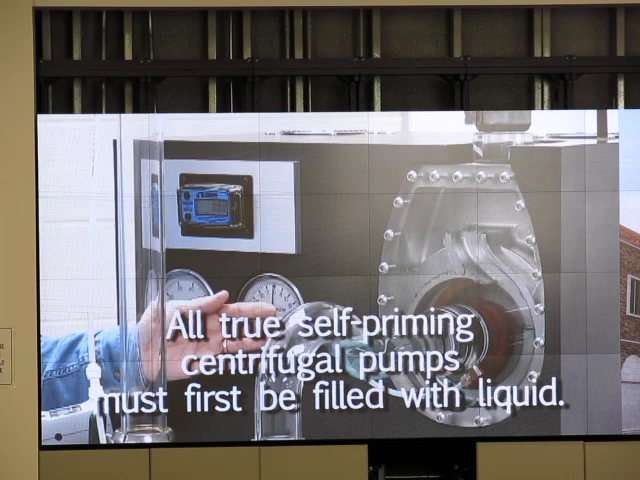 All true self-priming
centrifugal pumps
must first be filled with liquid.